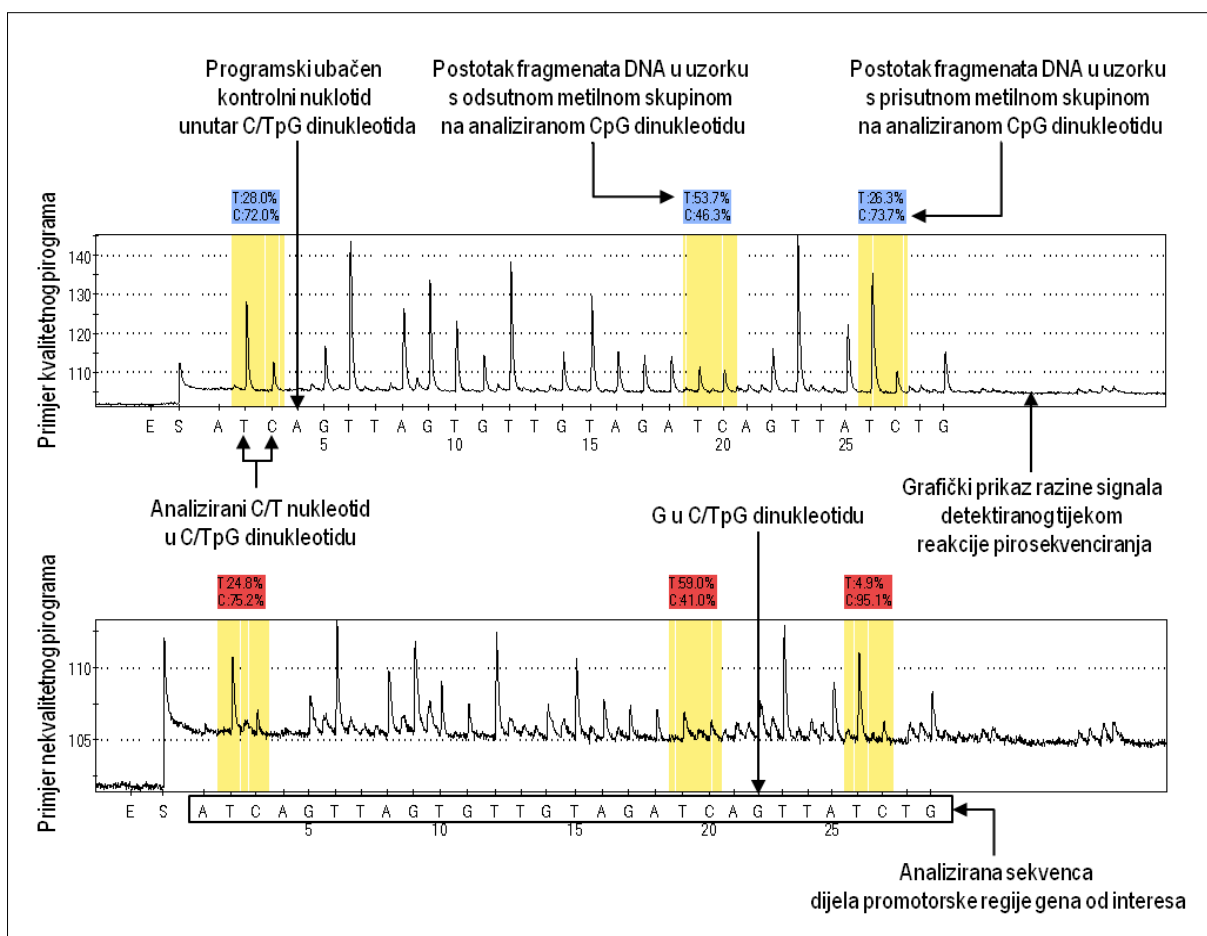 Programski ubačen
kontrolni nuklotid
unutar C/TpG dinukleotida
Postotak fragmenata DNA u uzorku
s odsutnom metilnom skupinom
na analiziranom CpG dinukleotidu
Postotak fragmenata DNA u uzorku
s prisutnom metilnom skupinom
na analiziranom CpG dinukleotidu
Primjer kvalitetnog pirograma
T:28.0%
C:72.0%
T:53.7%
C:46.3%
T:26.3%
C:73.7%
140
130
120
110
E S A T C A G T T A G T G T T G T A G A T C A G T T A T C T G
5 10 15 20 25
Analizirani C/T nukleotid
u C/TpG dinukleotidu
G u C/TpG dinukleotidu
Grafički prikaz razine signala
detektiranog tijekom
reakcije pirosekvenciranja
Primjer nekvalitetnog pirograma
T:24.8%
C:75.2%
T:59.0%
C:41.0%
T:4.9%
C:95.1%
110
105
E S A T C A G T T A G T G T T G T A G A T C A G T T A T C T G
5 10 15 20 25
Analizirana sekvenca
dijela promotorske regije gena od interesa